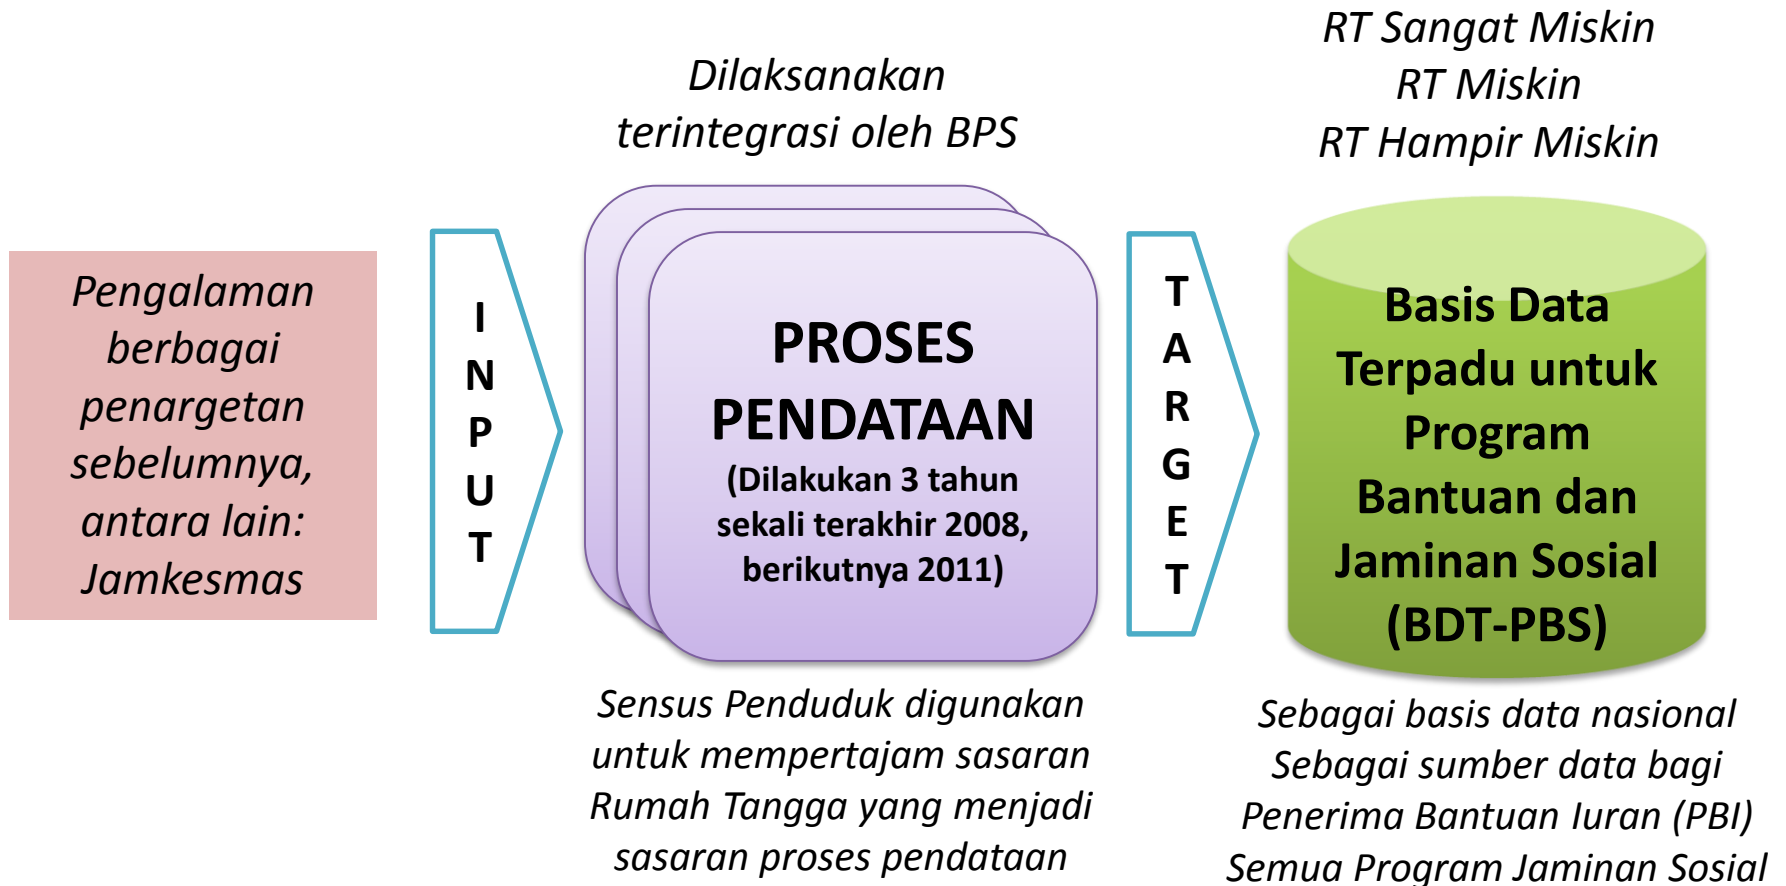 Pengalaman
berbagai
penargetan
sebelumnya,
antara lain:
Jamkesmas
INPUT
Dilaksanakan
terintegrasi oleh BPS
PROSES
PENDATAAN
(Dilakukan 3 tahun
sekali terakhir 2008,
berikutnya 2011)
Sensus Penduduk digunakan
untuk mempertajam sasaran
Rumah Tangga yang menjadi
sasaran proses pendataan
TARGET
RT Sangat Miskin
RT Miskin
RT Hampir Miskin
Basis Data
Terpadu untuk
Program
Bantuan dan
Jaminan Sosial
(BDT-PBS)
Sebagai basis data nasional
Sebagai sumber data bagi
Penerima Bantuan Iuran (PBI)
Semua Program Jaminan Sosial